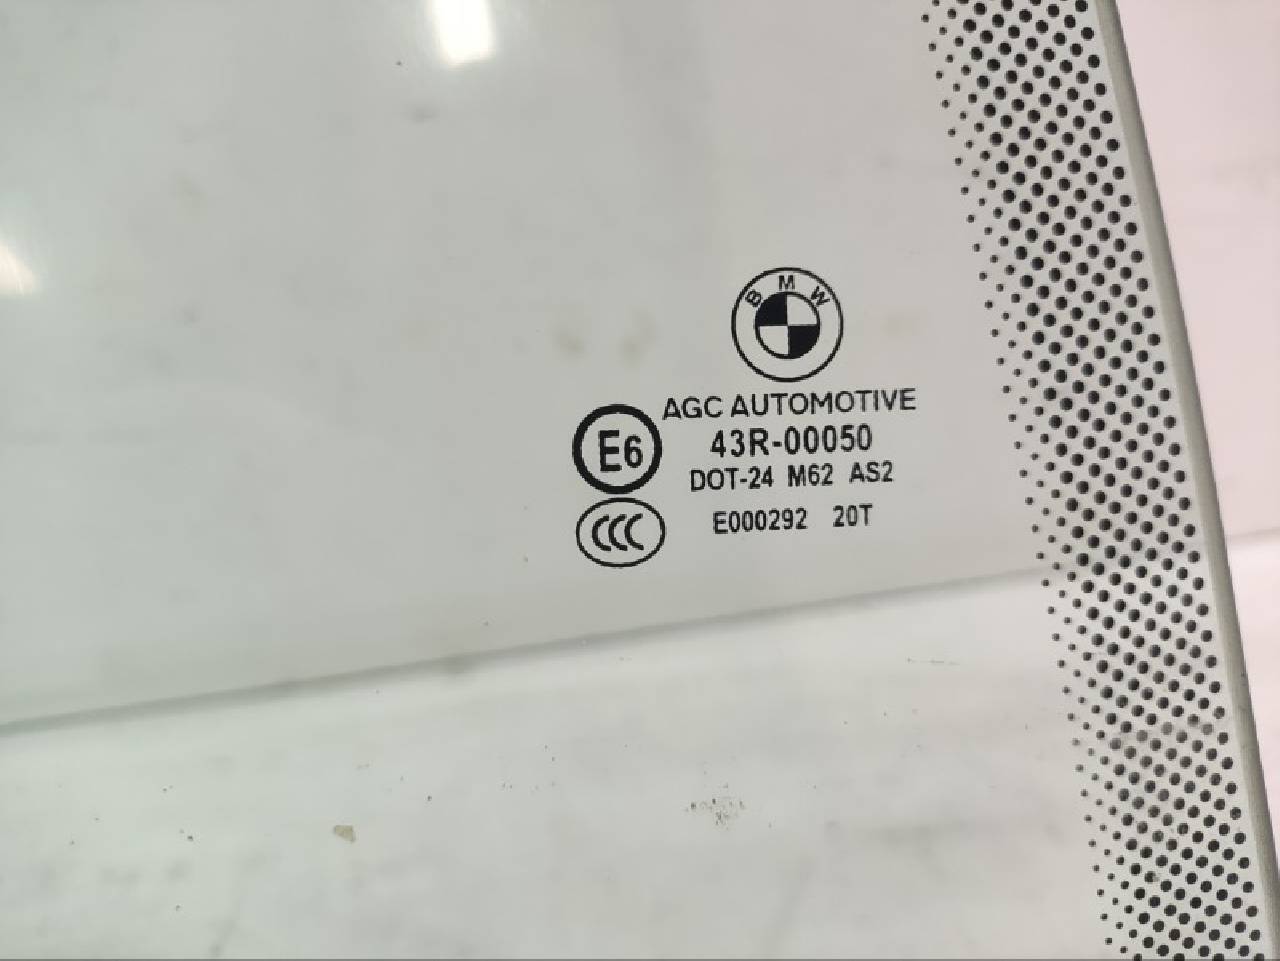 BMW
AGC AUTOMOTIVE
E6
43R-00050
DOT-24 M62 AS2
CCC
E000292 20T